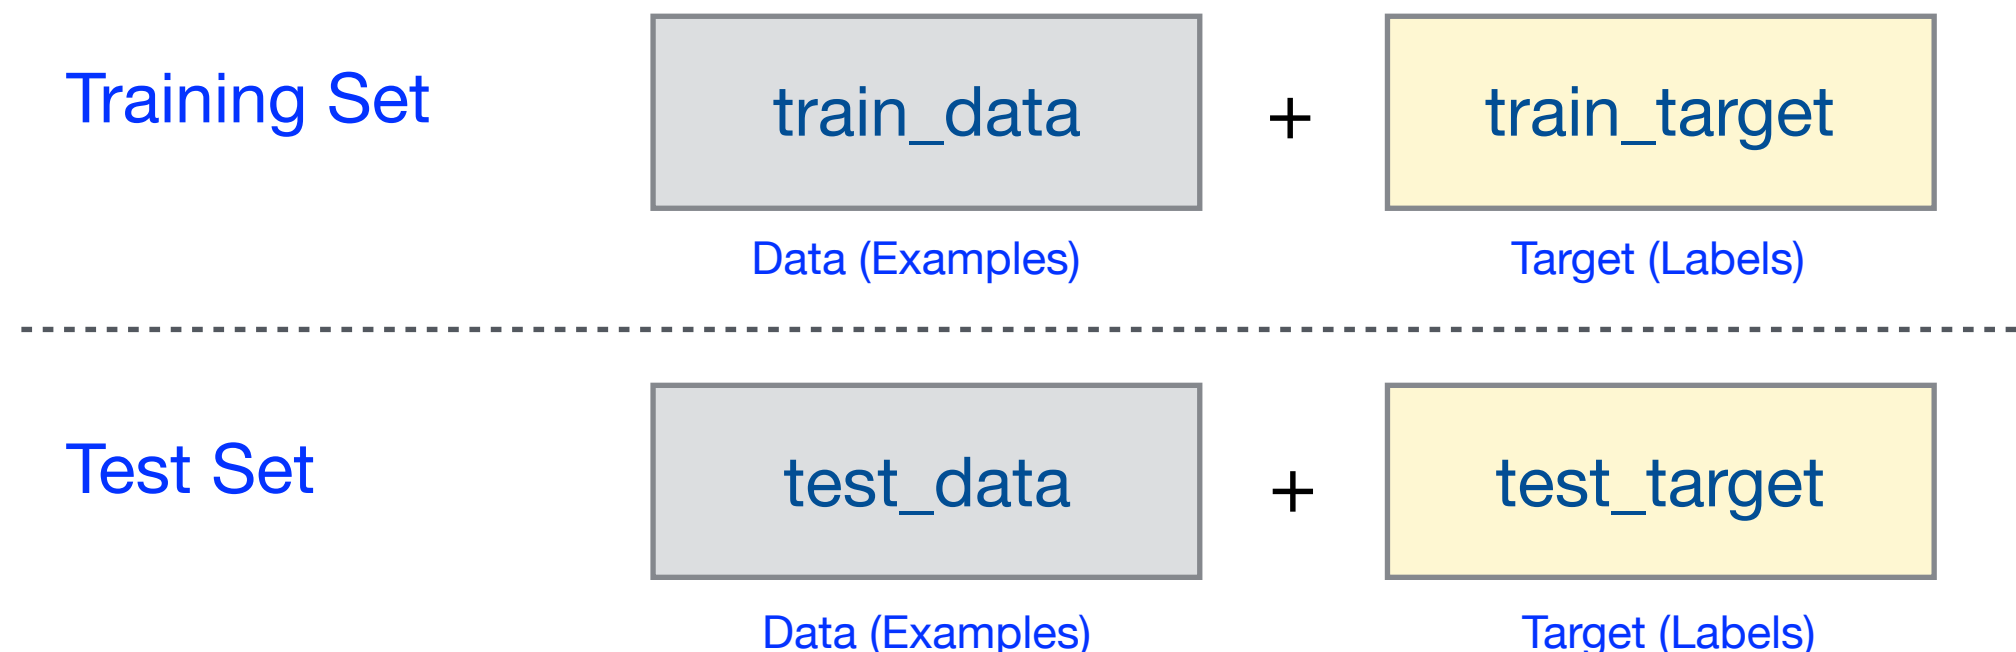 Training Set
train_data + train_target
Data (Examples) Target (Labels)
Test Set
test_data + test_target
Data (Examples) Target (Labels)